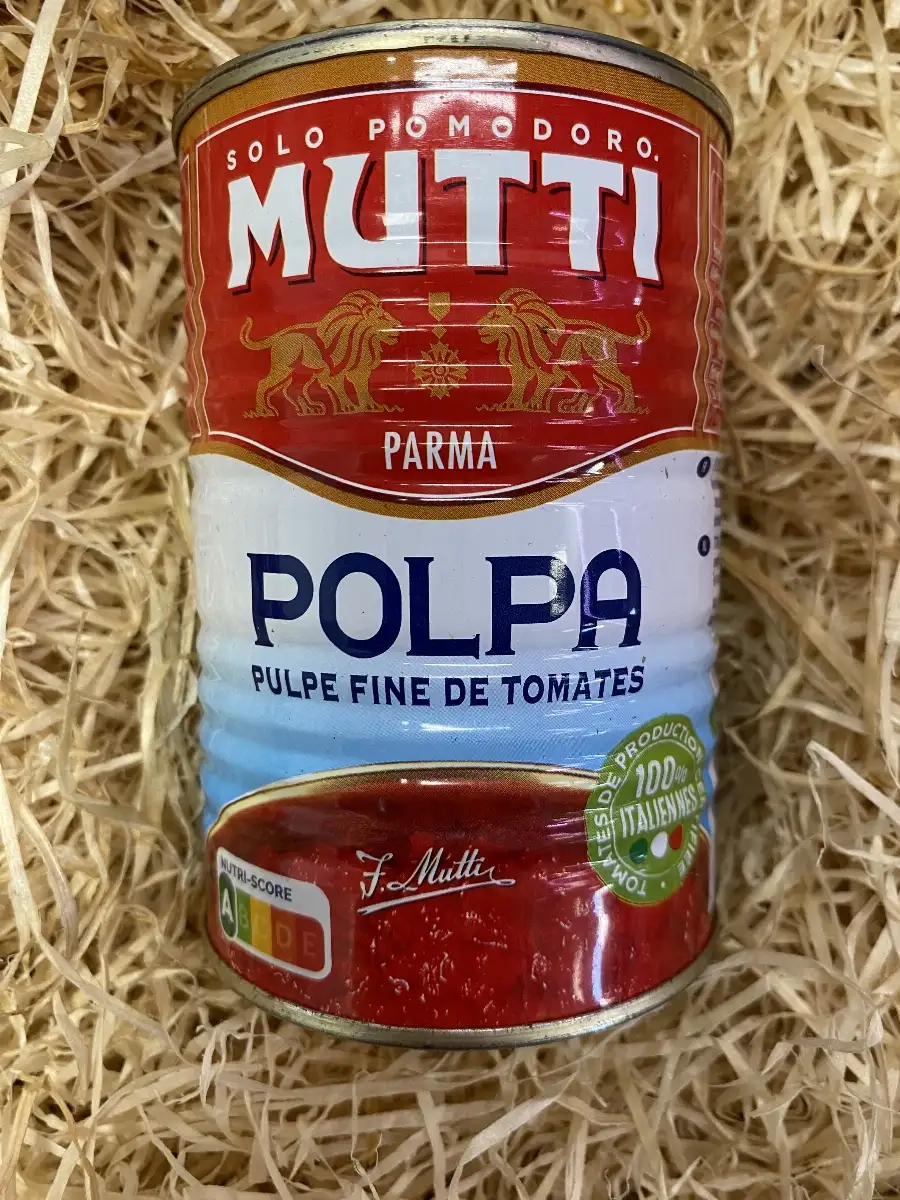 SOLO POMODORO.
MUTTI
PARMA
POLPA
PULPE FINE DE TOMATES
TOMATES DE PRODUCTION
100%
ITALIENNES
NUTRI-SCORE
A B C D E
F. Mutti